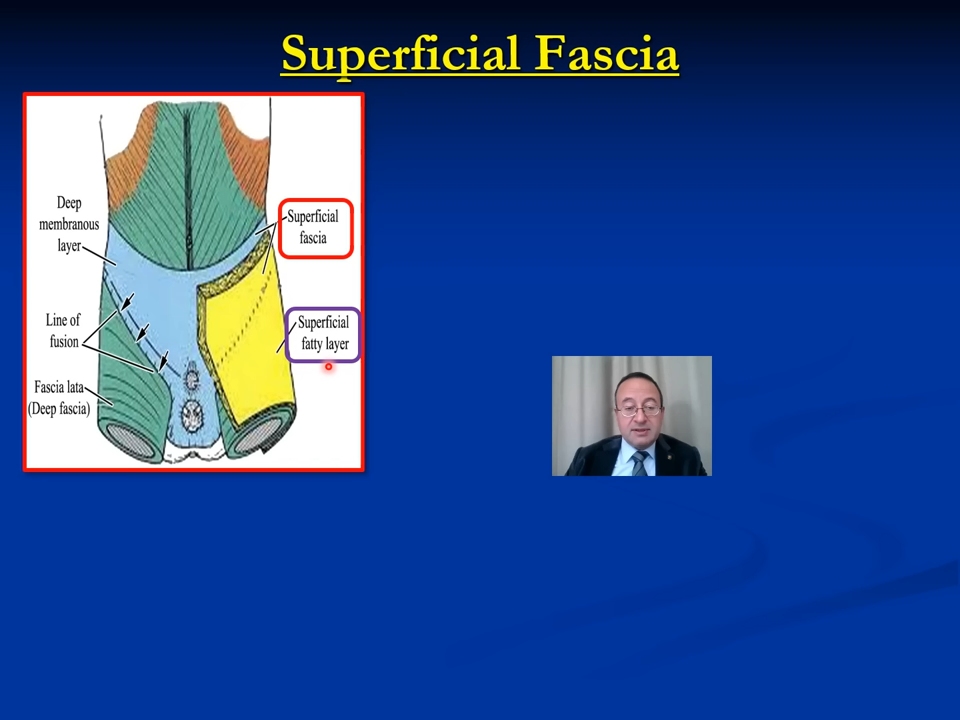 Superficial Fascia
Deep
membranous
layer
Superficial
fascia
Line of
fusion
Superficial
fatty layer
Fascia lata
(Deep fascia)